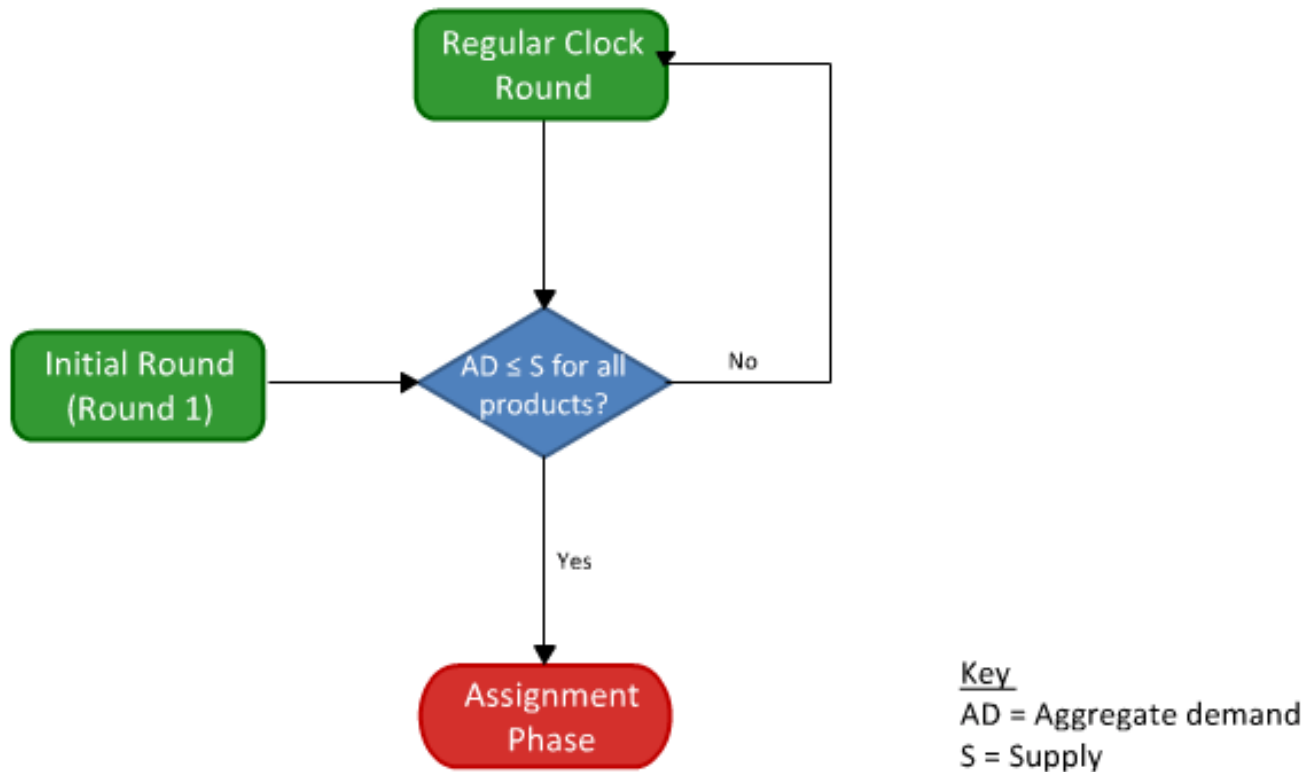 Regular Clock
Round
Initial Round
(Round 1)
AD ≤ S for all
products?
No
Yes
Assignment
Phase
Key
AD = Aggregate demand
S = Supply